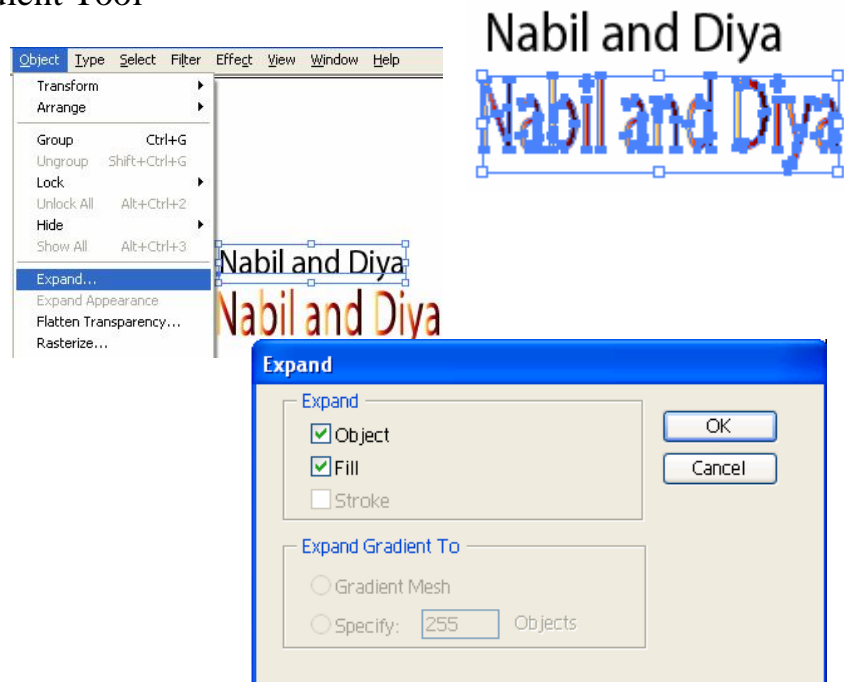 Nabil and Diya
Nabil and Diya
Object Type Select Filter Effect View Window Help
Transform
Arrange
Group Ctrl+G
Ungroup Shift+Ctrl+G
Lock
Unlock All Alt+Ctrl+2
Hide
Show All Alt+Ctrl+3
Expand...
Expand Appearance
Flatten Transparency...
Rasterize...
Nabil and Diya
Nabil and Diya
Expand
Expand
Object
Fill
Stroke
OK
Cancel
Expand Gradient To
Gradient Mesh
Specify: 255 Objects